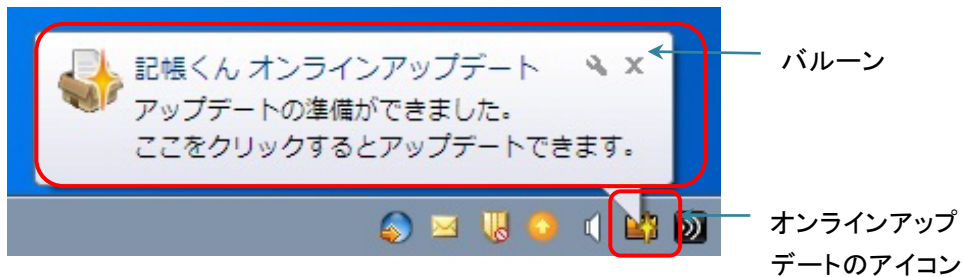 記帳くん オンラインアップデート
アップデートの準備ができました。
ここをクリックするとアップデートできます。
バルーン
オンラインアップ
デートのアイコン